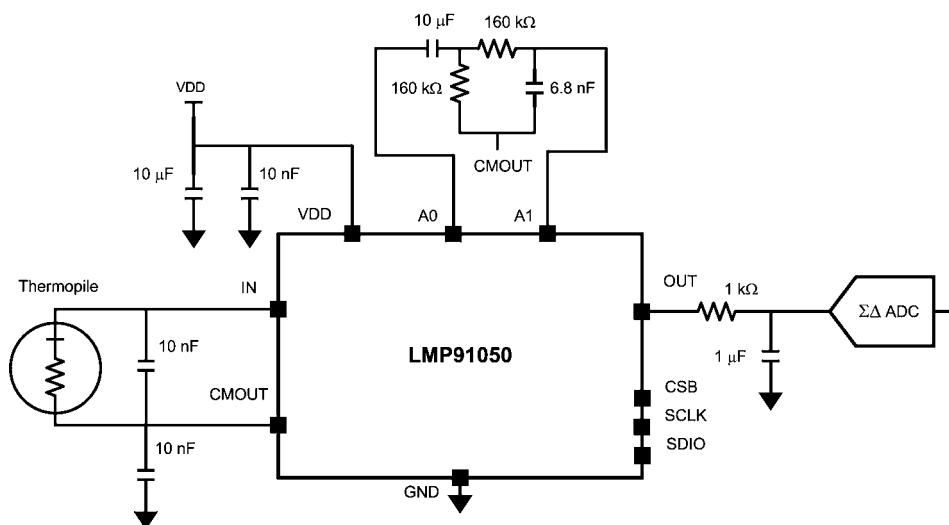 10 µF
160 kΩ
160 kΩ
6.8 nF
CMOUT
VDD
10 µF
10 nF
VDD
A0
A1
Thermopile
IN
OUT
1 kΩ
ΣΔ ADC
10 nF
LMP91050
1 µF
CMOUT
CSB
SCLK
10 nF
SDIO
GND